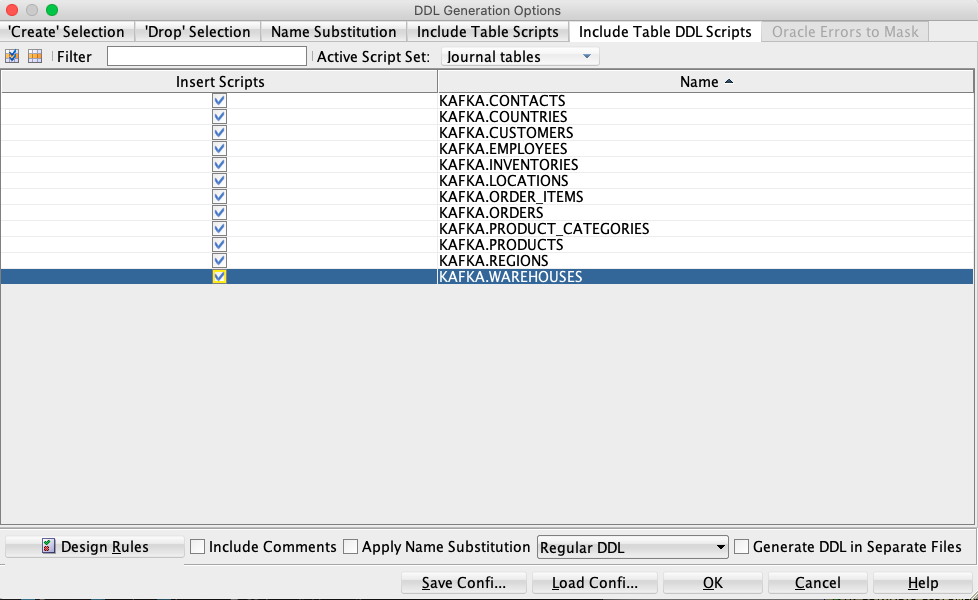 DDL Generation Options
'Create' Selection 'Drop' Selection Name Substitution Include Table Scripts Include Table DDL Scripts Oracle Errors to Mask
Filter Active Script Set: Journal tables
Insert Scripts Name
KAFKA.CONTACTS
KAFKA.COUNTRIES
KAFKA.CUSTOMERS
KAFKA.EMPLOYEES
KAFKA.INVENTORIES
KAFKA.LOCATIONS
KAFKA.ORDER_ITEMS
KAFKA.ORDERS
KAFKA.PRODUCT_CATEGORIES
KAFKA.PRODUCTS
KAFKA.REGIONS
KAFKA.WAREHOUSES
Design Rules Include Comments Apply Name Substitution Regular DDL Generate DDL in Separate Files
Save Confi... Load Confi... OK Cancel Help